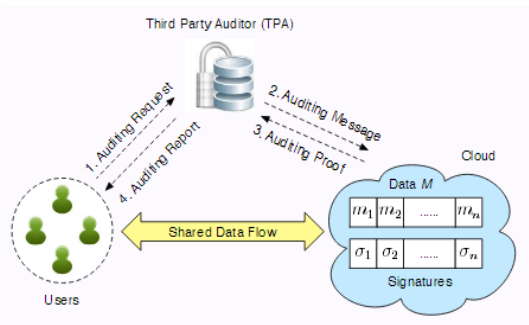 Third Party Auditor (TPA)
1. Auditing Request
4. Auditing Report
2. Auditing Message
3. Auditing Proof
Cloud
Data M
m₁ m₂ ...... mₙ
Shared Data Flow
σ₁ σ₂ ...... σₙ
Signatures
Users